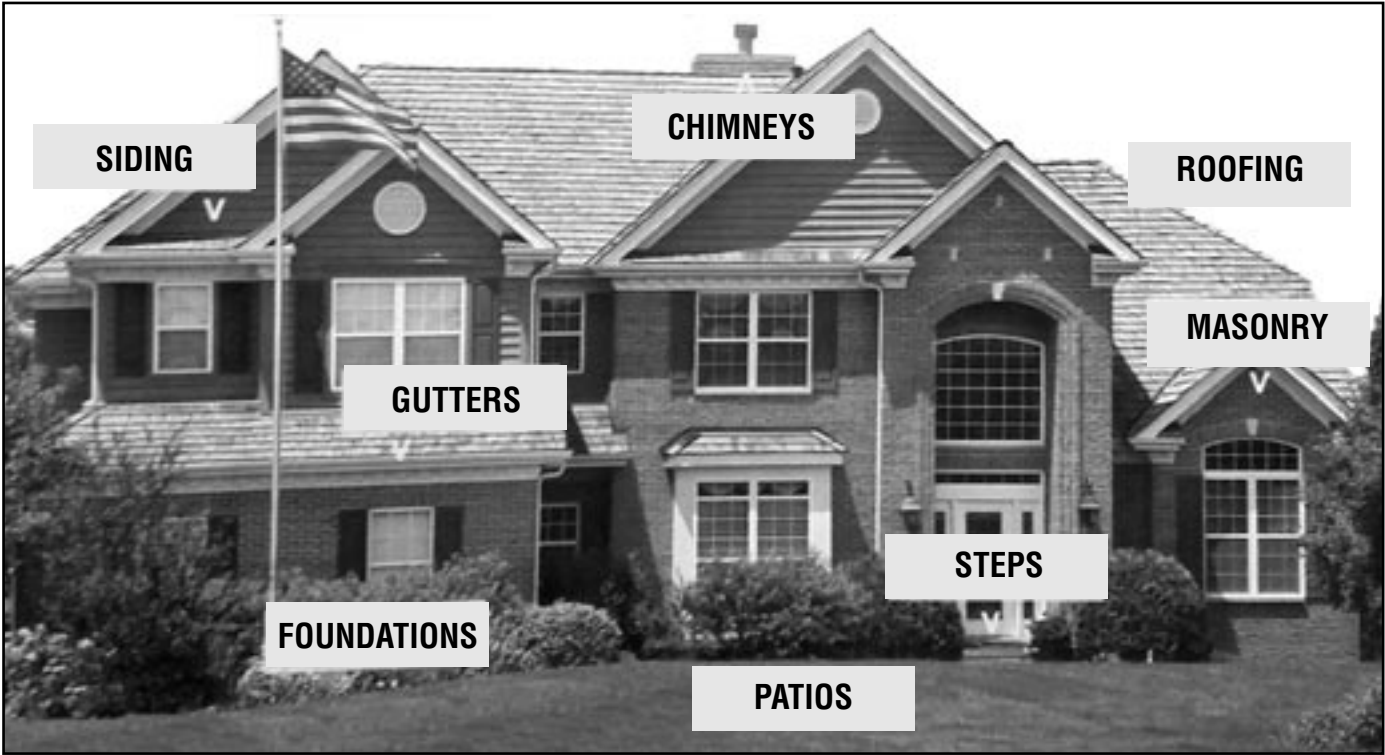 CHIMNEYS
SIDING
ROOFING
MASONRY
GUTTERS
STEPS
FOUNDATIONS
PATIOS